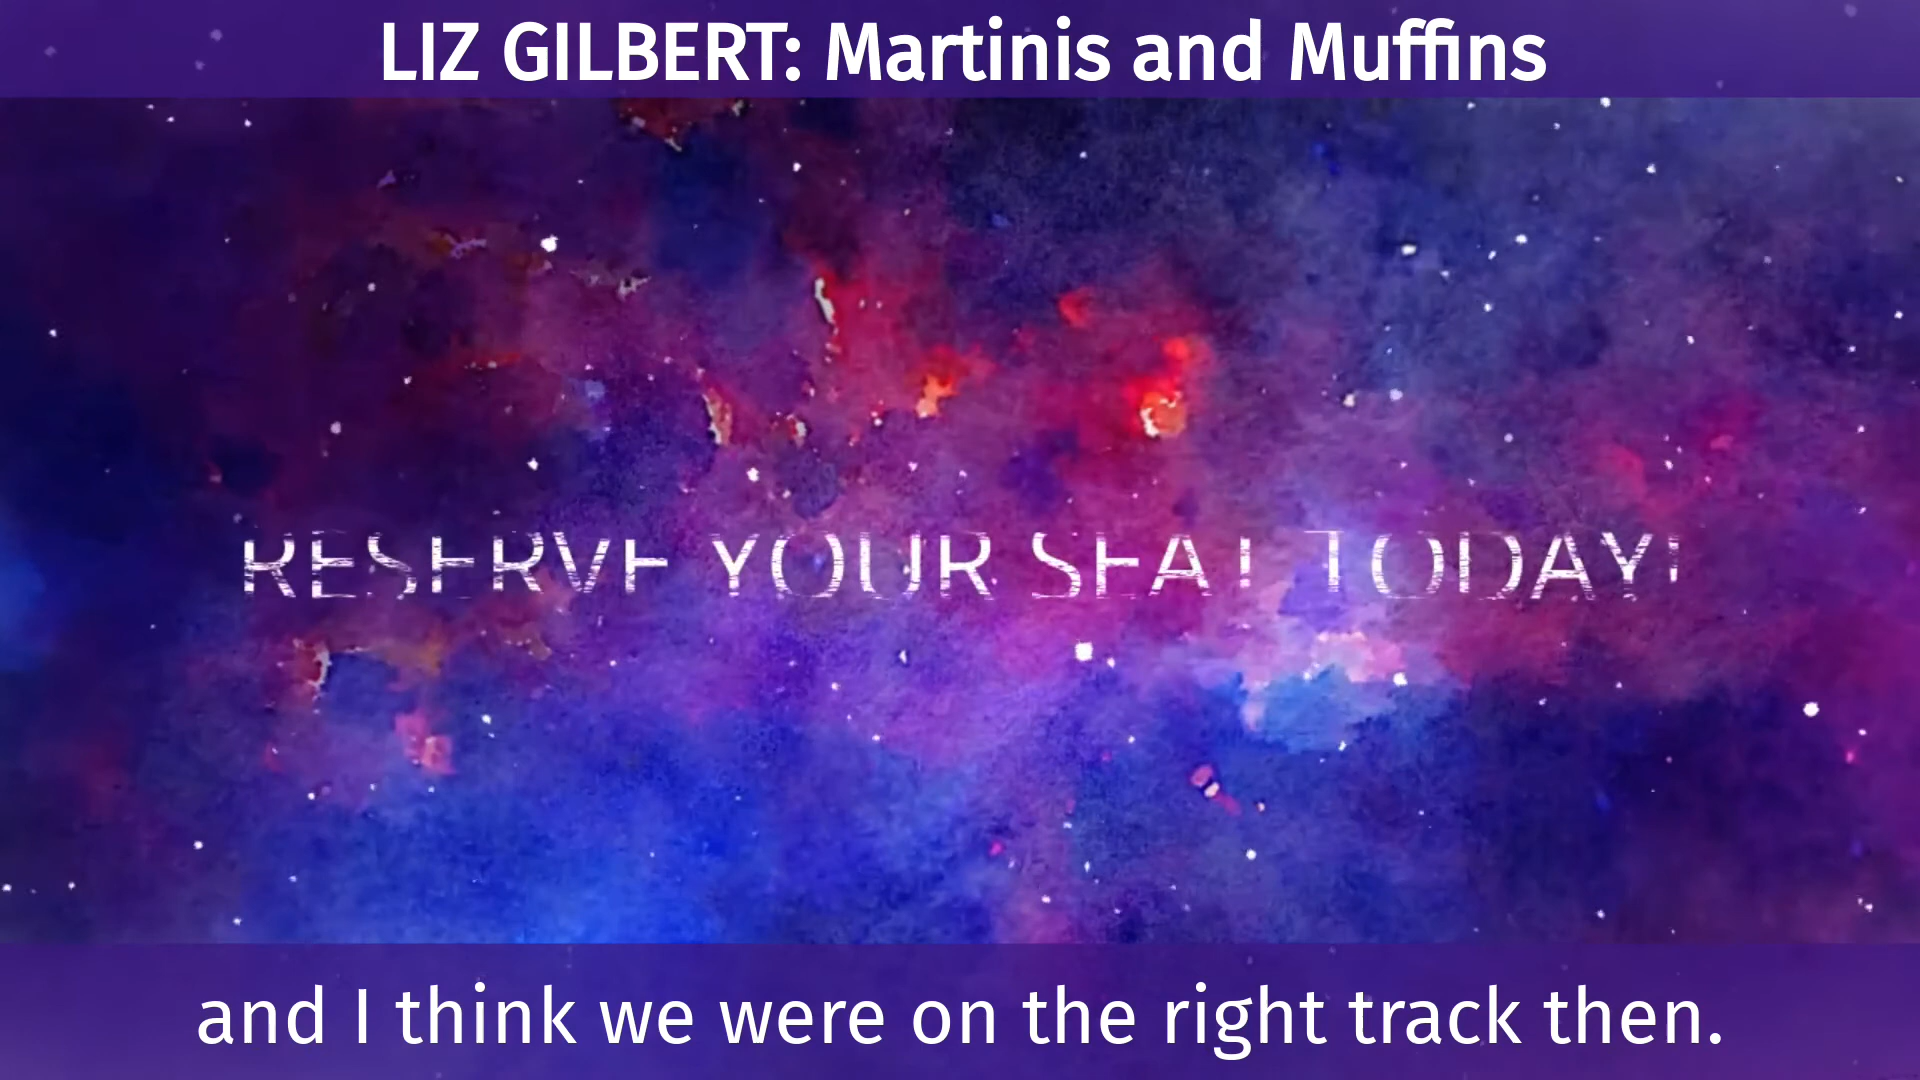 LIZ GILBERT: Martinis and Muffins
RESERVE YOUR SEAT TODAY!
and I think we were on the right track then.